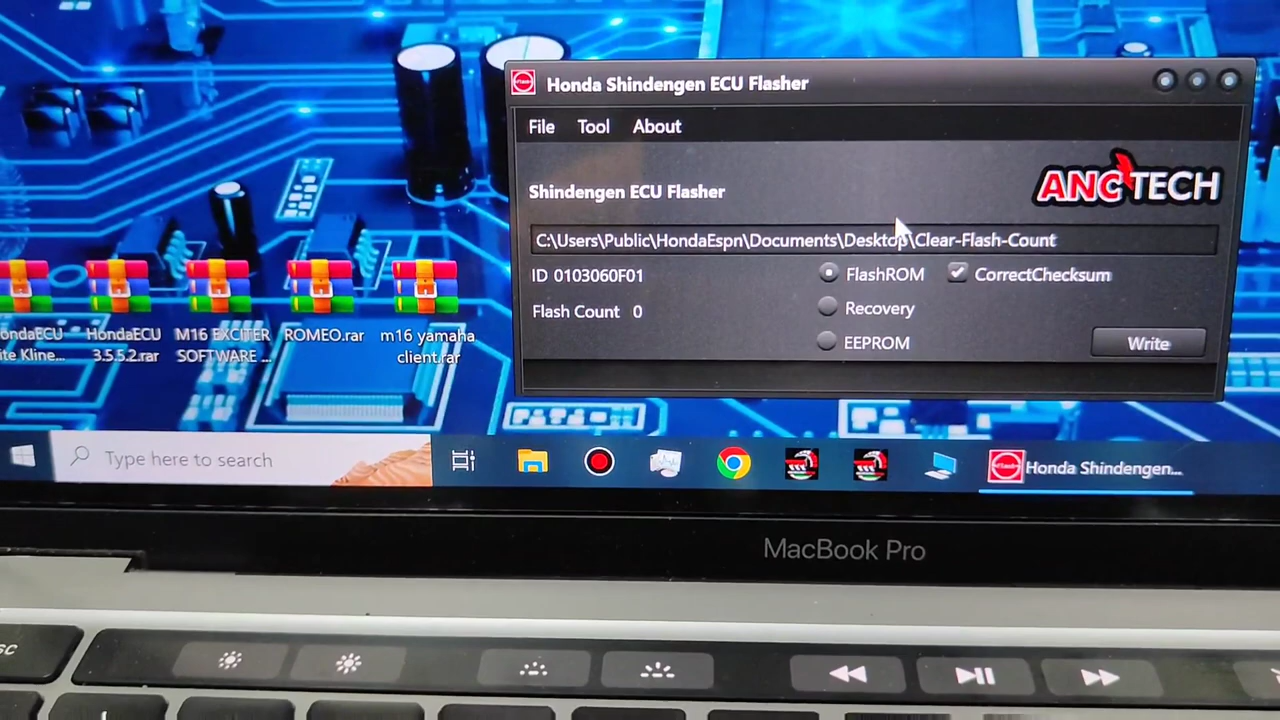 Honda Shindengen ECU Flasher
File Tool About
ANGTECH
Shindengen ECU Flasher
C:\Users\Public\HondaEspn\Documents\Desktop\Clear-Flash-Count
ID 0103060F01
FlashROM
CorrectChecksum
Flash Count 0
Recovery
EEPROM
Write
HondaECU
3.5.5.2.rar
M16 EXCITER
SOFTWARE ...
ROMEO.rar
m16 yamaha
client.rar
Type here to search
Honda Shindengen...
MacBook Pro